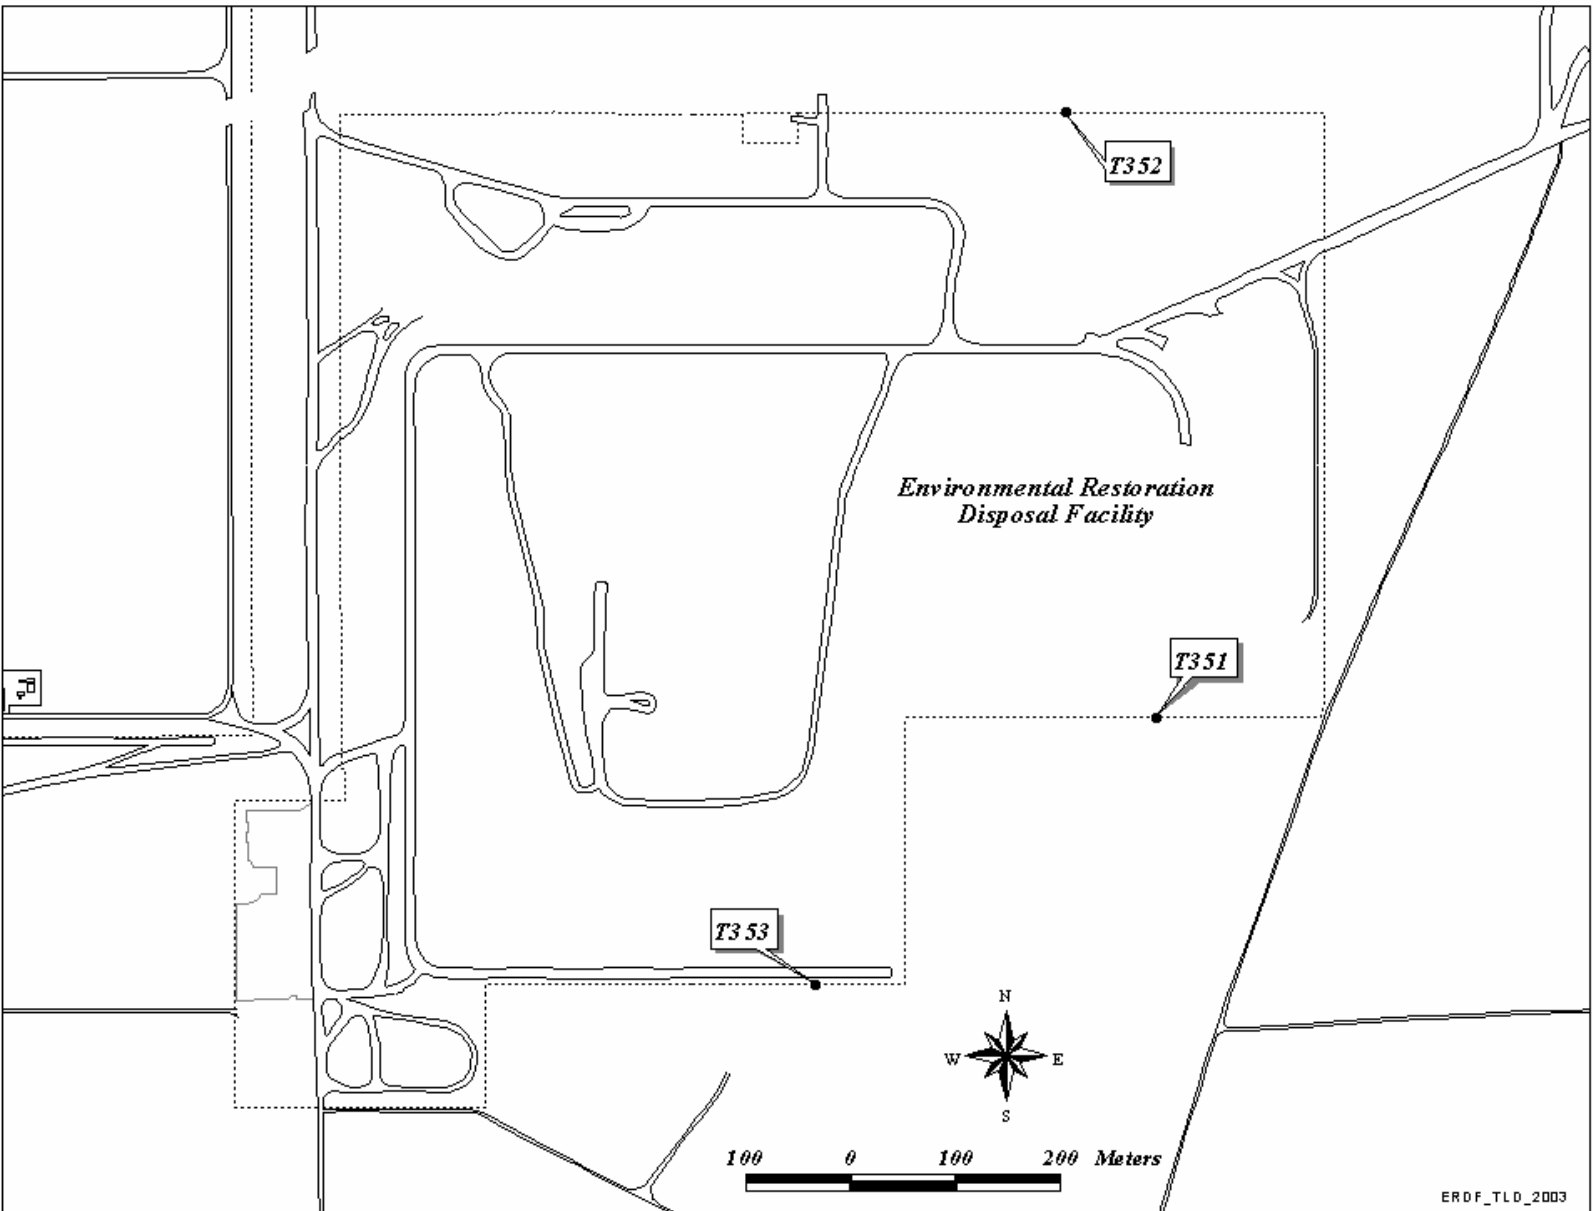 T352
Environmental Restoration
Disposal Facility
T351
T353
N
W E
S
100 0 100 200 Meters
ERDF_TLD_2003